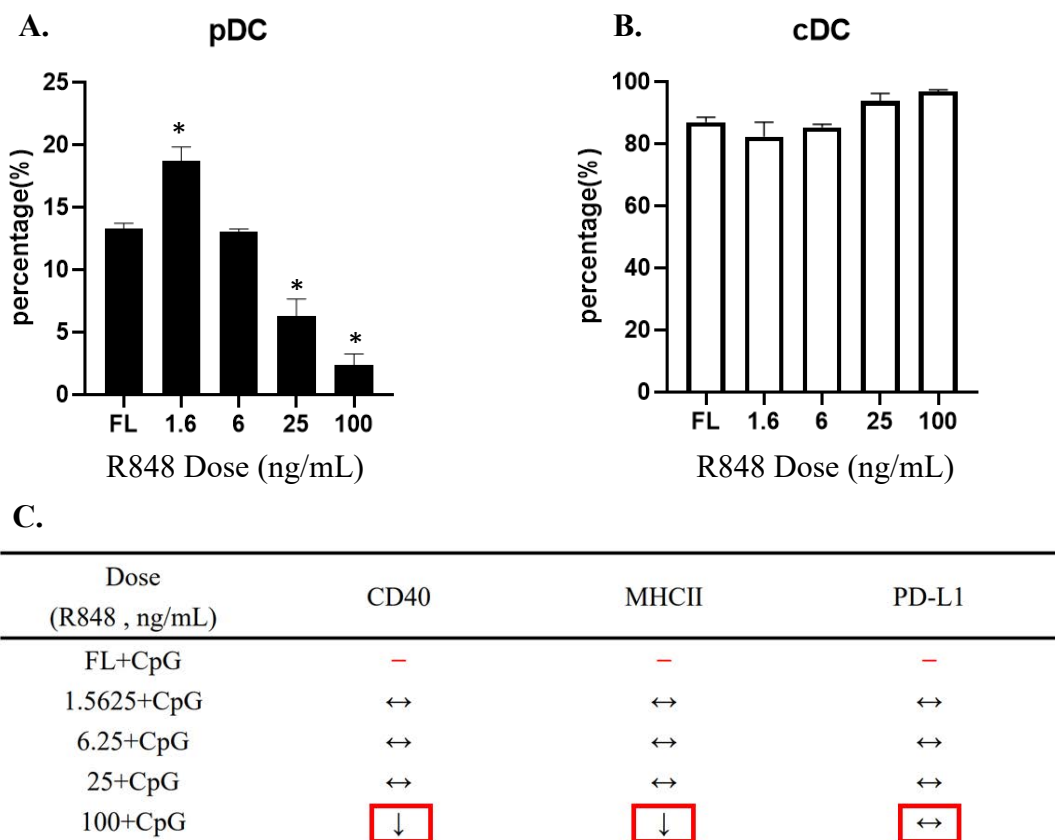 A.
pDC
percentage(%)
25
20
15
10
5
0
*
*
*
FL 1.6 6 25 100
R848 Dose (ng/mL)
B.
cDC
percentage(%)
100
80
60
40
20
0
FL 1.6 6 25 100
R848 Dose (ng/mL)
C.
Dose
(R848 , ng/mL) CD40 MHCII PD-L1
FL+CpG – – –
1.5625+CpG ↔ ↔ ↔
6.25+CpG ↔ ↔ ↔
25+CpG ↔ ↔ ↔
100+CpG ↓ ↓ ↔